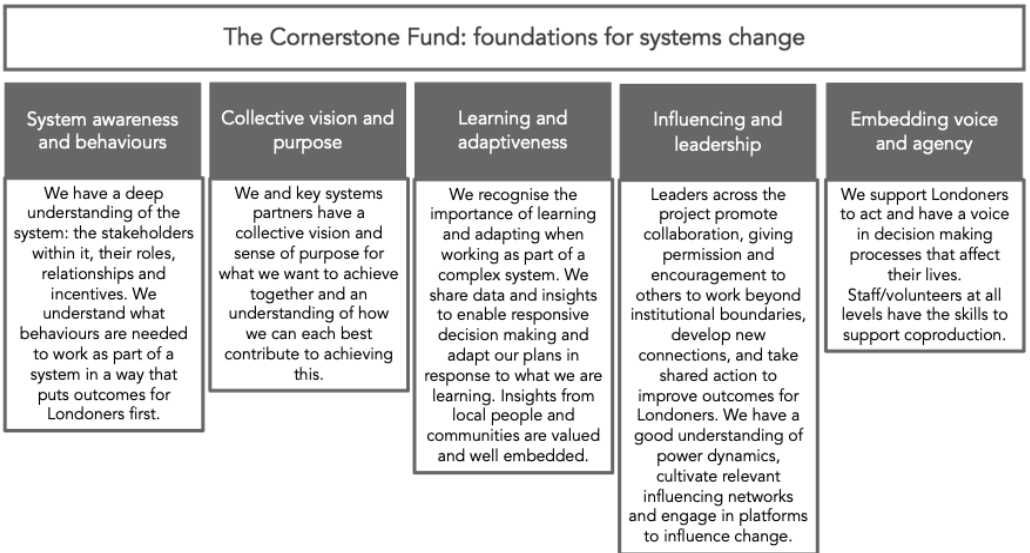 The Cornerstone Fund: foundations for systems change
System awareness
and behaviours
We have a deep
understanding of the
system: the stakeholders
within it, their roles,
relationships and
incentives. We
understand what
behaviours are needed
to work as part of a
system in a way that
puts outcomes for
Londoners first.
Collective vision and
purpose
We and key systems
partners have a
collective vision and
sense of purpose for
what we want to achieve
together and an
understanding of how
we can each best
contribute to achieving
this.
Learning and
adaptiveness
We recognise the
importance of learning
and adapting when
working as part of a
complex system. We
share data and insights
to enable responsive
decision making and
adapt our plans in
response to what we are
learning. Insights from
local people and
communities are valued
and well embedded.
Influencing and
leadership
Leaders across the
project promote
collaboration, giving
permission and
encouragement to
others to work beyond
institutional boundaries,
develop new
connections, and take
shared action to
improve outcomes for
Londoners. We have a
good understanding of
power dynamics,
cultivate relevant
influencing networks
and engage in platforms
to influence change.
Embedding voice
and agency
We support Londoners
to act and have a voice
in decision making
processes that affect
their lives.
Staff/volunteers at all
levels have the skills to
support coproduction.